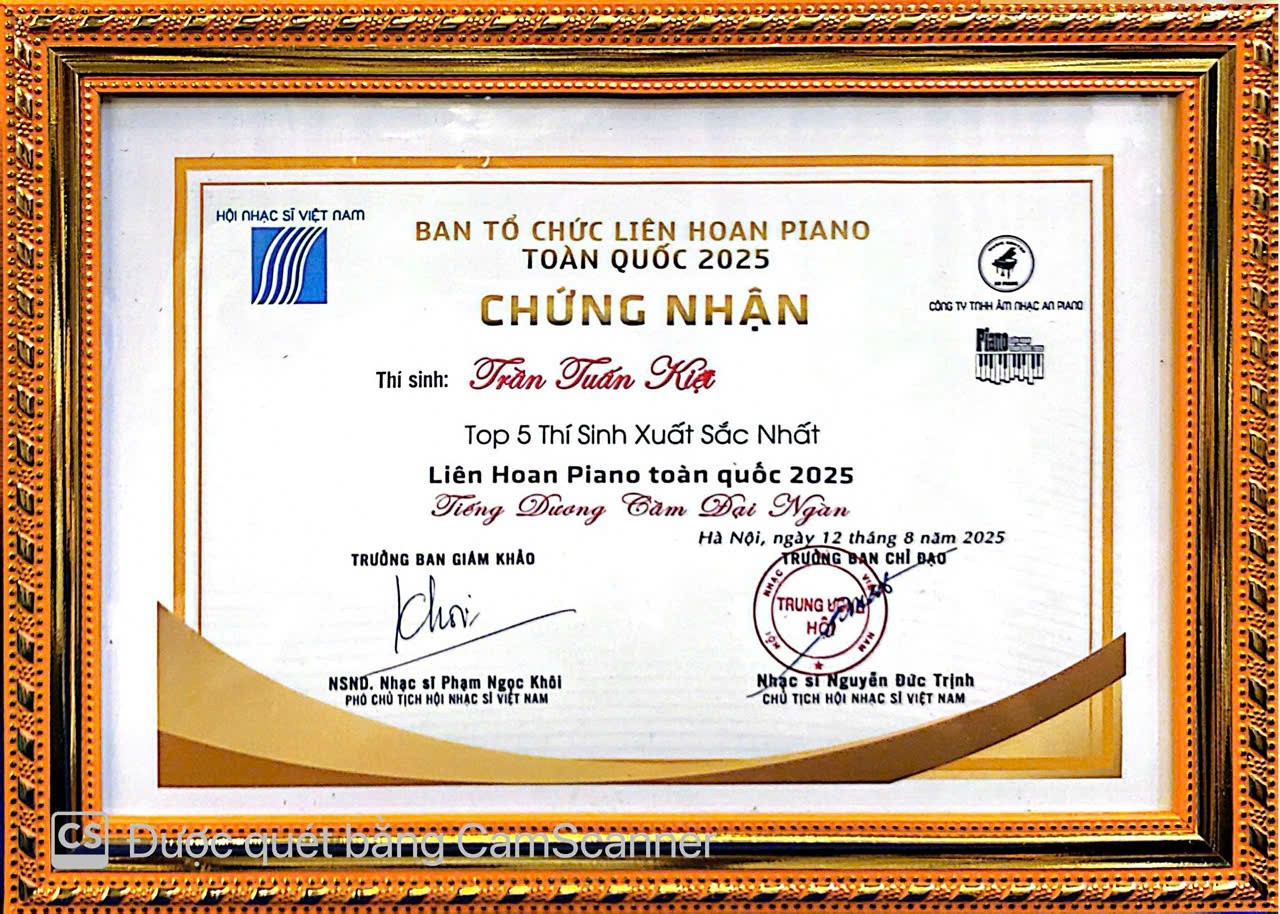 HỘI NHẠC SĨ VIỆT NAM
BAN TỔ CHỨC LIÊN HOAN PIANO
TOÀN QUỐC 2025
CHỨNG NHẬN
CÔNG TY TNHH ÂM NHẠC AN PIANO
Piano
Thí sinh: Trần Tuấn Kiệt
Top 5 Thí Sinh Xuất Sắc Nhất
Liên Hoan Piano toàn quốc 2025
Tiếng Dương Cầm Đại Ngàn
Hà Nội, ngày 12 tháng 8 năm 2025
TRƯỞNG BAN GIÁM KHẢO
TRƯỞNG BAN CHỈ ĐẠO
Khôi
HỘI NHẠC VIỆT NAM
TRUNG ƯƠNG
HỘI
NSND. Nhạc sĩ Phạm Ngọc Khôi
PHÓ CHỦ TỊCH HỘI NHẠC SĨ VIỆT NAM
Nhạc sĩ Nguyễn Đức Trịnh
CHỦ TỊCH HỘI NHẠC SĨ VIỆT NAM
CS Được quét bằng CamScanner